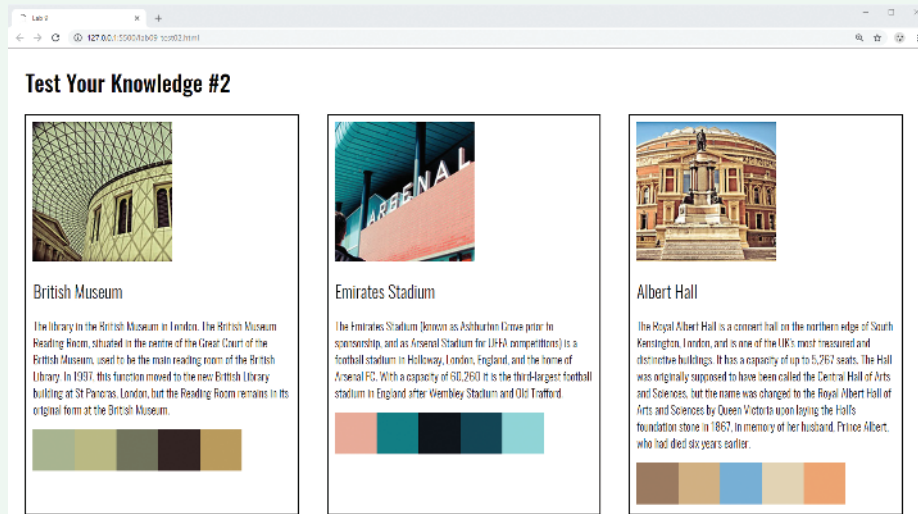 Lab 9
127.0.0.1:5500/lab09-test02.html
Test Your Knowledge #2
ARSENAL
British Museum
The library in the British Museum in London. The British Museum
Reading Room, situated in the centre of the Great Court of the
British Museum, used to be the main reading room of the British
Library. In 1997, this function moved to the new British Library
building at St Pancras, London, but the Reading Room remains in its
original form at the British Museum.
Emirates Stadium
The Emirates Stadium (known as Ashburton Grove prior to
sponsorship, and as Arsenal Stadium for UEFA competitions) is a
football stadium in Holloway, London, England, and the home of
Arsenal FC. With a capacity of 60,260 it is the third-largest football
stadium in England after Wembley Stadium and Old Trafford.
Albert Hall
The Royal Albert Hall is a concert hall on the northern edge of South
Kensington, London, and is one of the UK's most treasured and
distinctive buildings. It has a capacity of up to 5,267 seats. The Hall
was originally supposed to have been called the Central Hall of Arts
and Sciences, but the name was changed to the Royal Albert Hall of
Arts and Sciences by Queen Victoria upon laying the Hall's
foundation stone in 1867, in memory of her husband, Prince Albert,
who had died six years earlier.